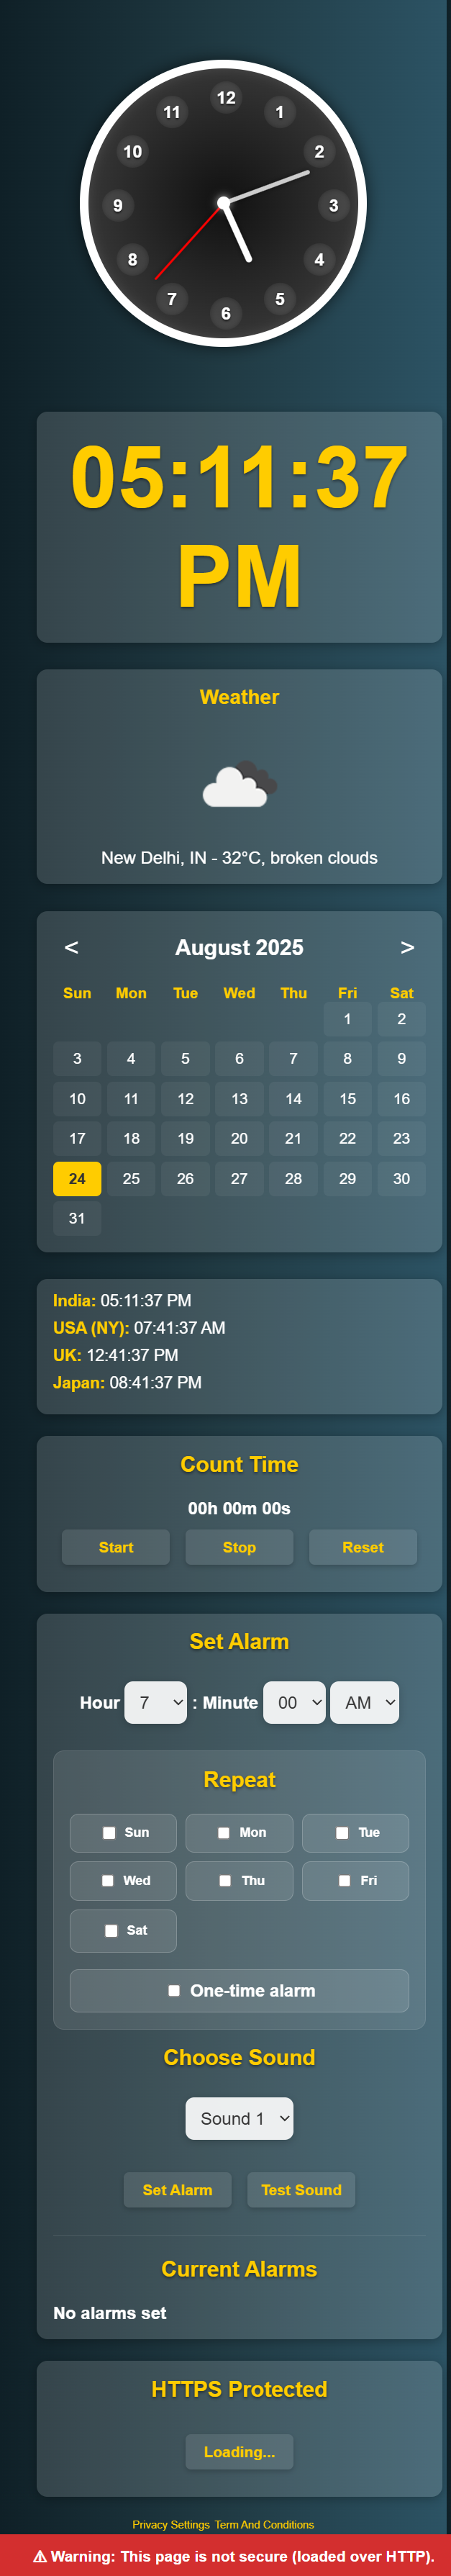 12
11 1
10 2
9 3
8 4
7 5
6
05:11:37
PM
Weather
New Delhi, IN - 32°C, broken clouds
< August 2025 >
Sun Mon Tue Wed Thu Fri Sat
1 2
3 4 5 6 7 8 9
10 11 12 13 14 15 16
17 18 19 20 21 22 23
24 25 26 27 28 29 30
31
India: 05:11:37 PM
USA (NY): 07:41:37 AM
UK: 12:41:37 PM
Japan: 08:41:37 PM
Count Time
00h 00m 00s
Start Stop Reset
Set Alarm
Hour 7 : Minute 00 AM
Repeat
Sun Mon Tue
Wed Thu Fri
Sat
One-time alarm
Choose Sound
Sound 1
Set Alarm Test Sound
Current Alarms
No alarms set
HTTPS Protected
Loading...
Privacy Settings Term And Conditions
⚠ Warning: This page is not secure (loaded over HTTP).